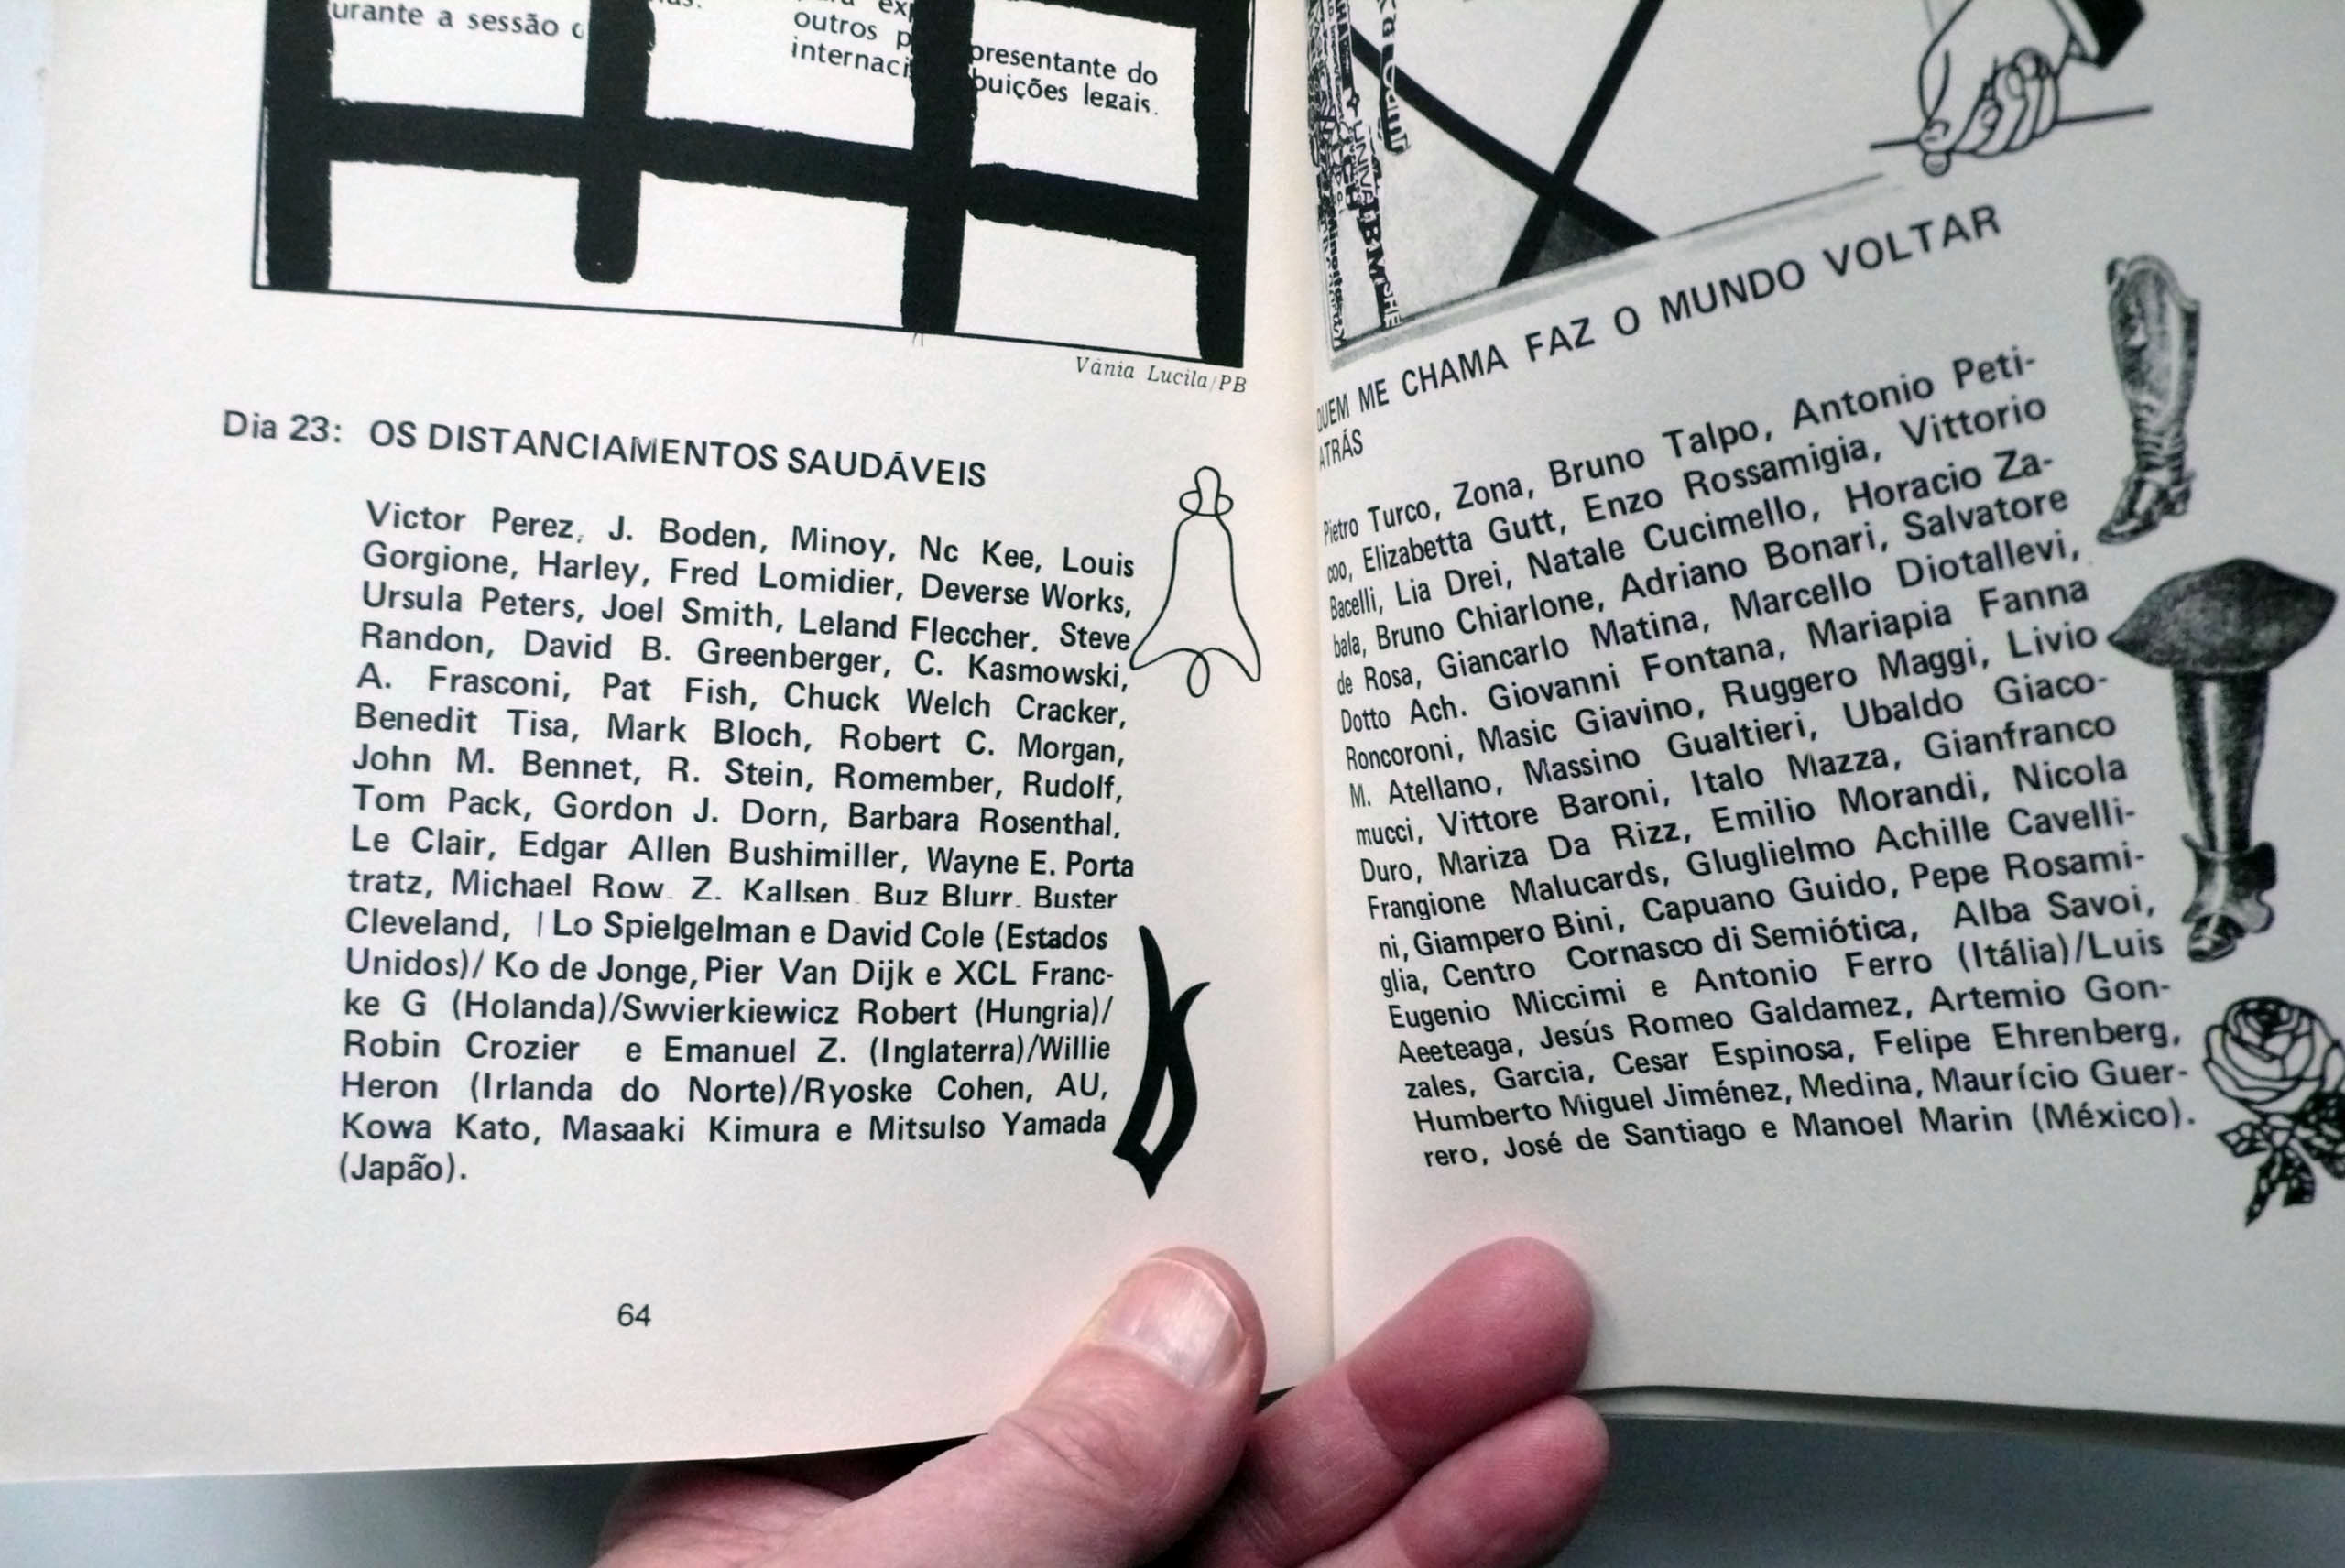 urante a sessão
outros
internaci
presentante do
buições legais.
Vânia Lucila/PB
Dia 23: OS DISTANCIAMENTOS SAUDÁVEIS
Victor Perez, J. Boden, Minoy, Nc Kee, Louis
Gorgione, Harley, Fred Lomidier, Deverse Works,
Ursula Peters, Joel Smith, Leland Fleccher, Steve
Randon, David B. Greenberger, C. Kasmowski,
A. Frasconi, Pat Fish, Chuck Welch Cracker,
Benedit Tisa, Mark Bloch, Robert C. Morgan,
John M. Bennet, R. Stein, Romember, Rudolf,
Tom Pack, Gordon J. Dorn, Barbara Rosenthal,
Le Clair, Edgar Allen Bushimiller, Wayne E. Porta
tratz, Michael Row, Z. Kallsen, Buz Blurr, Buster
Cleveland, | Lo Spielgelman e David Cole (Estados
Unidos)/ Ko de Jonge, Pier Van Dijk e XCL Franc-
ke G (Holanda)/Swvierkiewicz Robert (Hungria)/
Robin Crozier e Emanuel Z. (Inglaterra)/Willie
Heron (Irlanda do Norte)/Ryoske Cohen, AU,
Kowa Kato, Masaaki Kimura e Mitsulso Yamada
(Japão).
64
QUEM ME CHAMA FAZ O MUNDO VOLTAR
ATRÁS
Pietro Turco, Zona, Bruno Talpo, Antonio Peti-
coo, Elizabetta Gutt, Enzo Rossamigia, Vittorio
Bacelli, Lia Drei, Natale Cucimello, Horacio Za-
bala, Bruno Chiarlone, Adriano Bonari, Salvatore
de Rosa, Giancarlo Matina, Marcello Diotallevi,
Dotto Ach. Giovanni Fontana, Mariapia Fanna
Roncoroni, Masic Giavino, Ruggero Maggi, Livio
M. Atellano, Massino Gualtieri, Ubaldo Giaco-
mucci, Vittore Baroni, Italo Mazza, Gianfranco
Duro, Mariza Da Rizz, Emilio Morandi, Nicola
Frangione Malucards, Gluglielmo Achille Cavelli-
ni, Giampero Bini, Capuano Guido, Pepe Rosami-
glia, Centro Cornasco di Semiótica, Alba Savoi,
Eugenio Miccimi e Antonio Ferro (Itália)/Luis
Aeeteaga, Jesús Romeo Galdamez, Artemio Gon-
zales, Garcia, Cesar Espinosa, Felipe Ehrenberg,
Humberto Miguel Jiménez, Medina, Maurício Guer-
rero, José de Santiago e Manoel Marin (México).